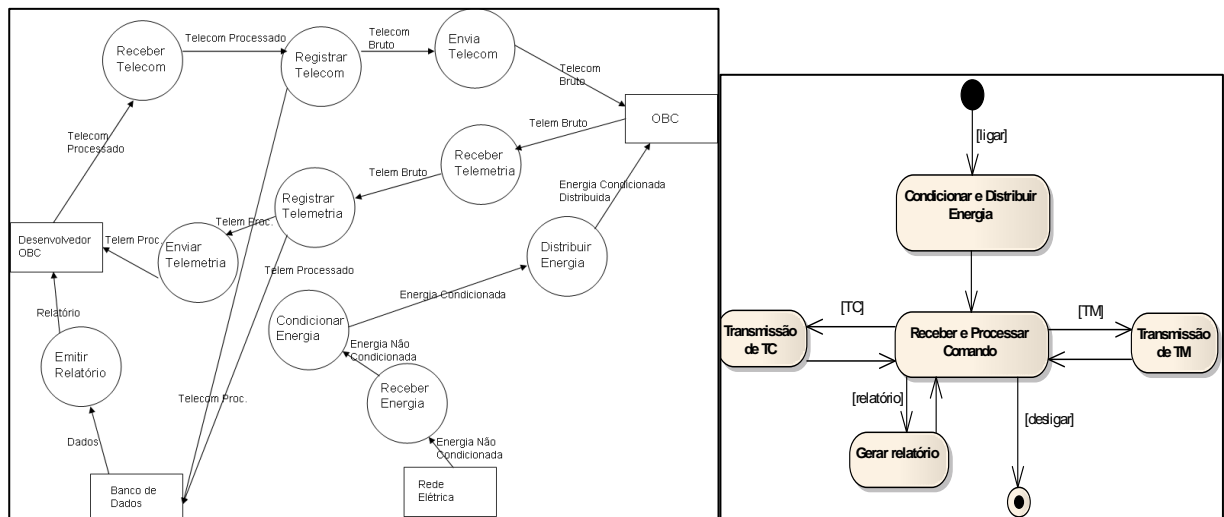 Receber
Telecom
Telecom Processado
Registrar
Telecom
Telecom
Bruto
Envia
Telecom
Telecom
Bruto
OBC
Telem Bruto
Receber
Telemetria
Telem Bruto
Registrar
Telemetria
Telem Proc.
Enviar
Telemetria
Telem Proc.
Telecom
Processado
Desenvolvedor
OBC
Energia Condicionada
Distribuida
Distribuir
Energia
Telem Processado
Energia Condicionada
Condicionar
Energia
Relatório
Emitir
Relatório
Energia Não
Condicionada
Receber
Energia
Telecom Proc.
Dados
Energia Não
Condicionada
Banco de
Dados
Rede
Elétrica
[ligar]
Condicionar e Distribuir
Energia
[TC]
[TM]
Transmissão
de TC
Receber e Processar
Comando
Transmissão
de TM
[relatório]
[desligar]
Gerar relatório